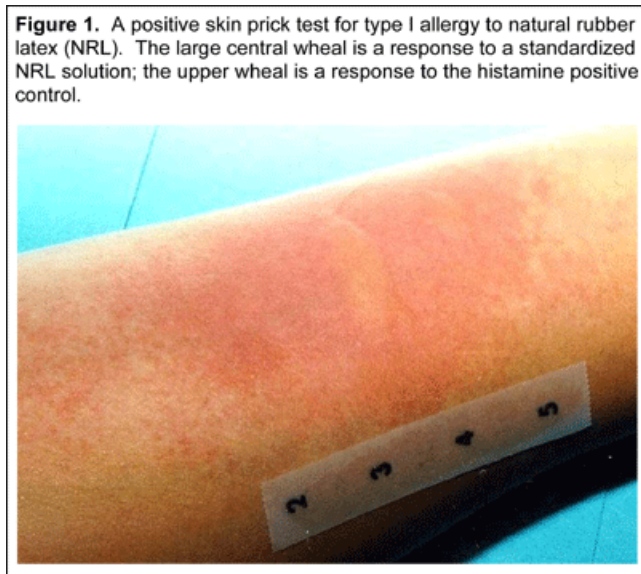 Figure 1. A positive skin prick test for type I allergy to natural rubber
latex (NRL). The large central wheal is a response to a standardized
NRL solution; the upper wheal is a response to the histamine positive
control.
2 3 4 5